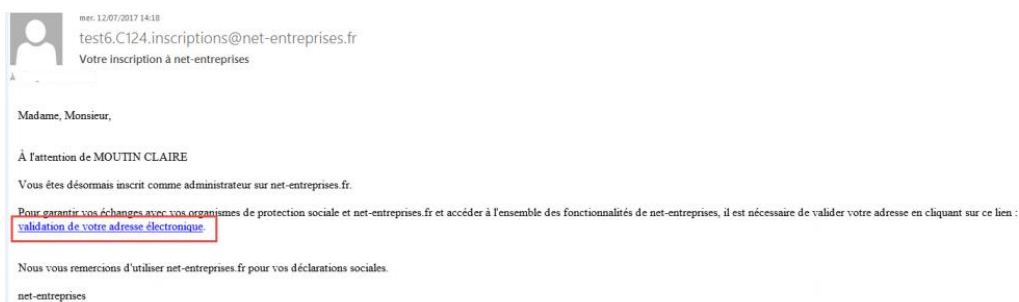 mer. 12/07/2017 14:18
test6.C124.inscriptions@net-entreprises.fr
Votre inscription à net-entreprises
À
Madame, Monsieur,
À l'attention de MOUTIN CLAIRE
Vous êtes désormais inscrit comme administrateur sur net-entreprises.fr.
Pour garantir vos échanges avec vos organismes de protection sociale et net-entreprises.fr et accéder à l'ensemble des fonctionnalités de net-entreprises, il est nécessaire de valider votre adresse en cliquant sur ce lien :
validation de votre adresse électronique.
Nous vous remercions d'utiliser net-entreprises.fr pour vos déclarations sociales.
net-entreprises